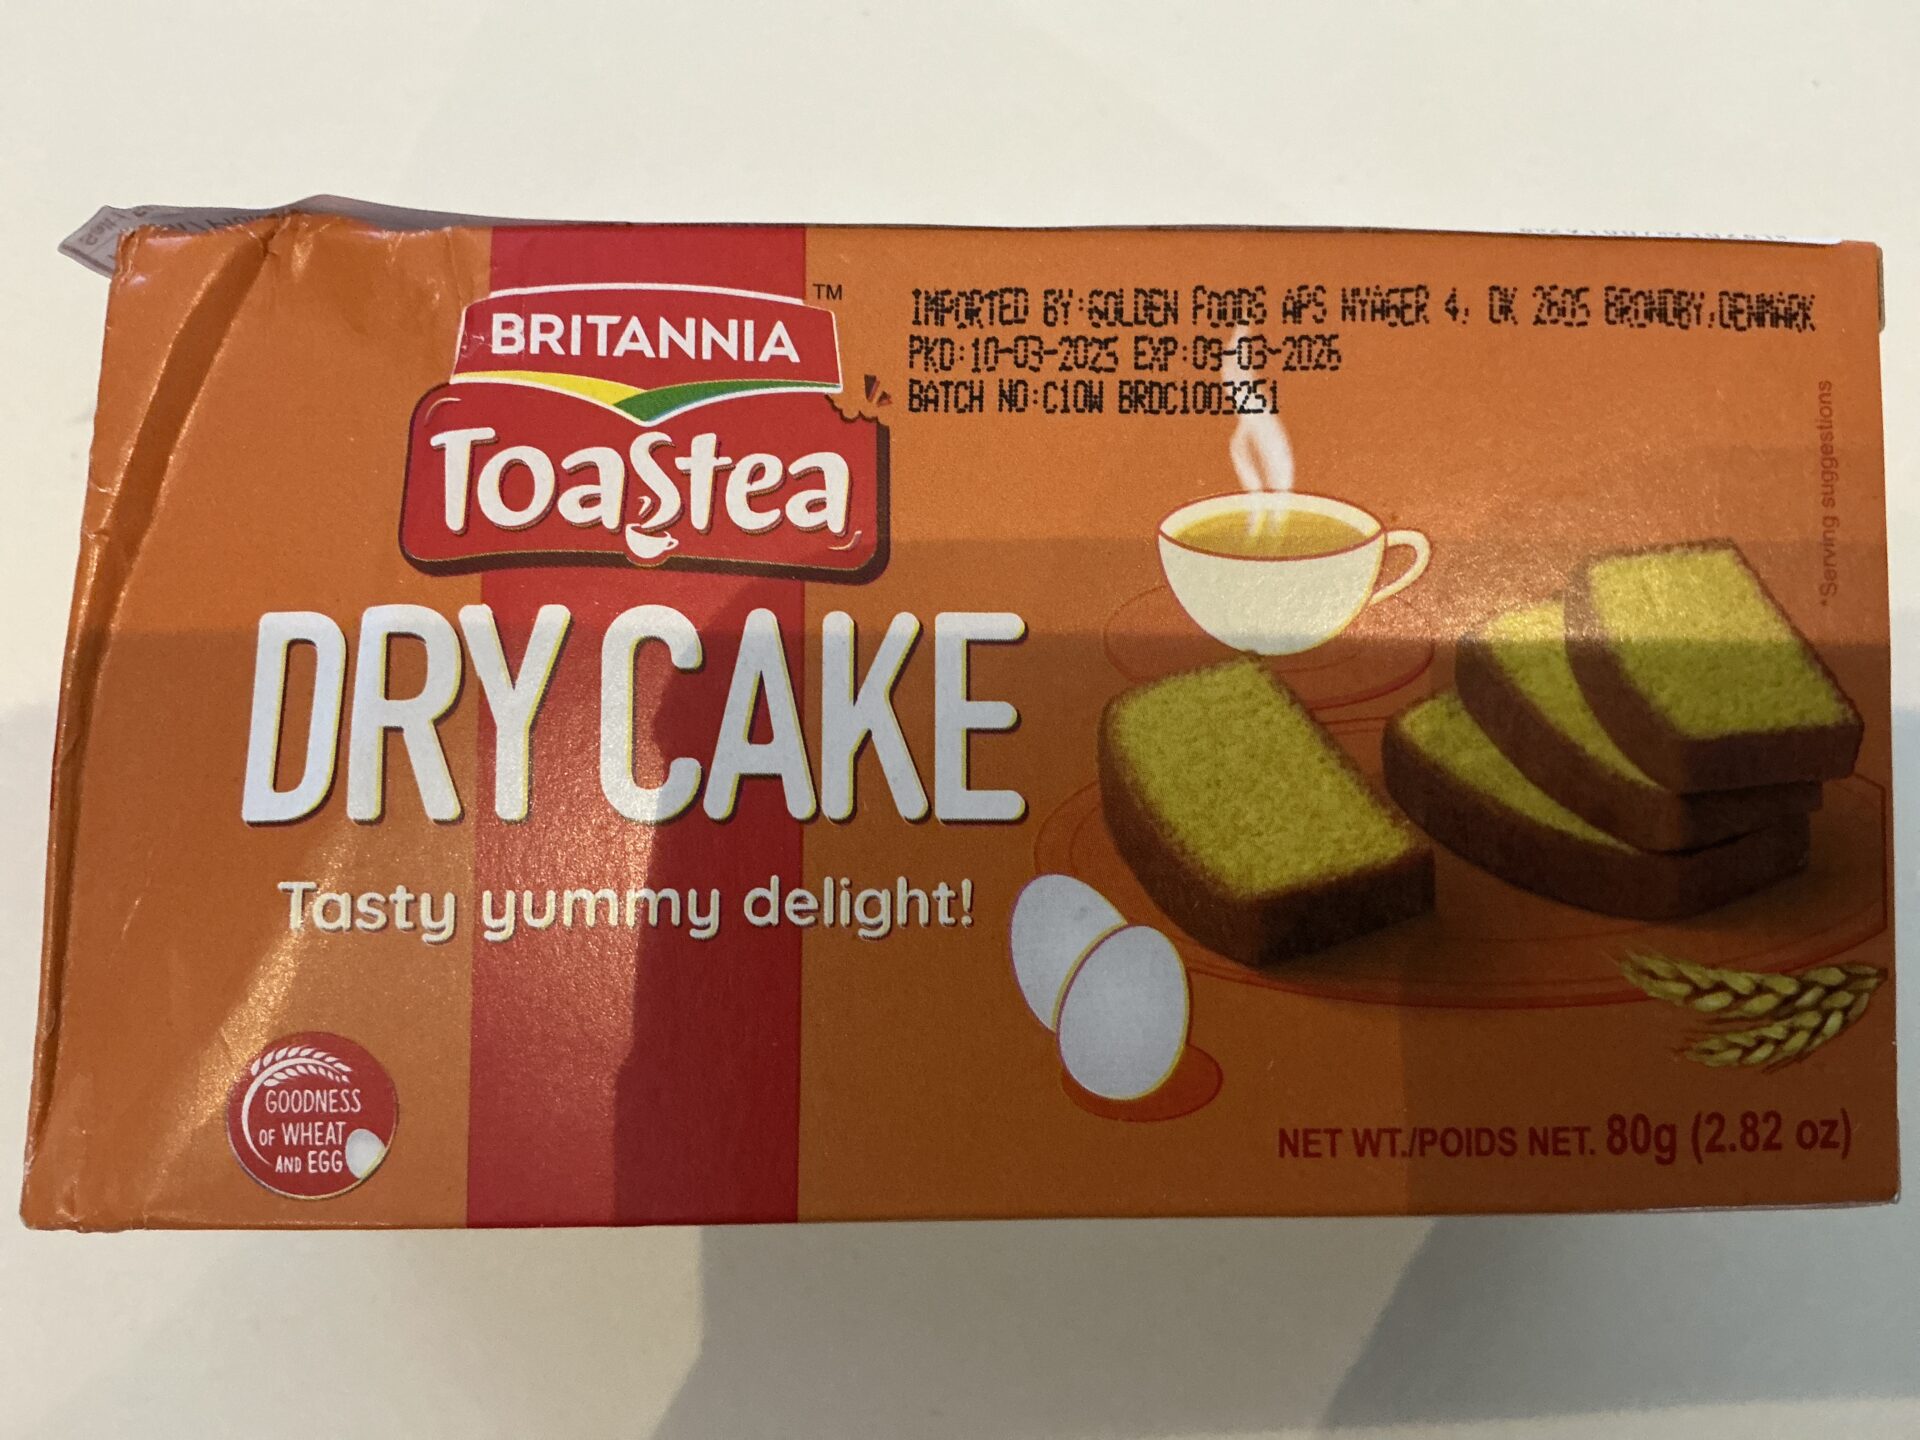 BRITANNIA
TM
Toastea
DRY CAKE
Tasty yummy delight!
IMPORTED BY:GOLDEN FOODS APS NYAGER 4, DK 2605 BRONDBY,DENMARK
PKD:10-03-2025 EXP:09-03-2026
BATCH NO:C10W BRDC1003251
*Serving suggestions
GOODNESS
OF WHEAT
AND EGG
NET WT./POIDS NET. 80g (2.82 oz)